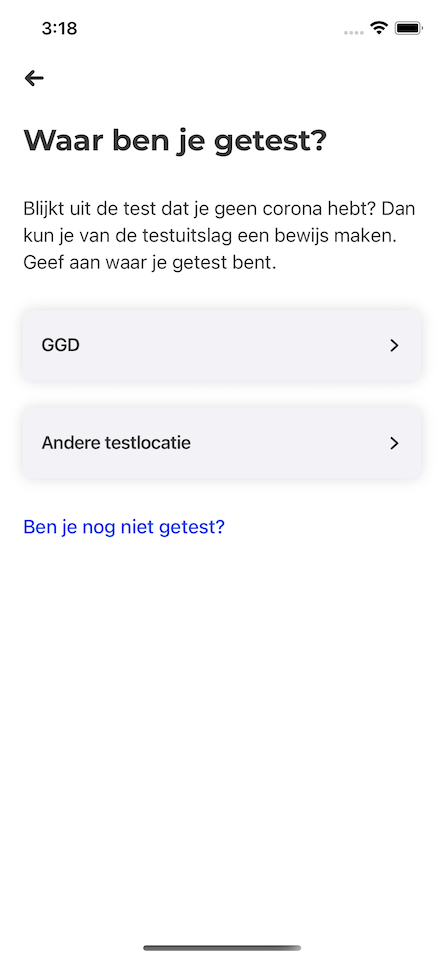 3:18
Waar ben je getest?
Blijkt uit de test dat je geen corona hebt? Dan
kun je van de testuitslag een bewijs maken.
Geef aan waar je getest bent.
GGD
Andere testlocatie
Ben je nog niet getest?